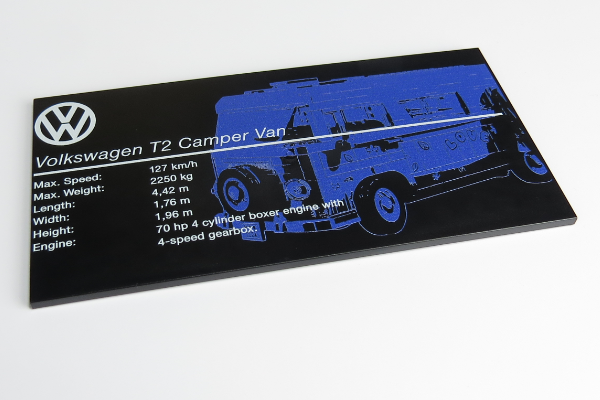 Volkswagen T2 Camper Van
Max. Speed: 127 km/h
Max. Weight: 2250 kg
Length: 4,42 m
Width: 1,76 m
Height: 1,96 m
Engine: 70 hp 4 cylinder boxer engine with
4-speed gearbox.